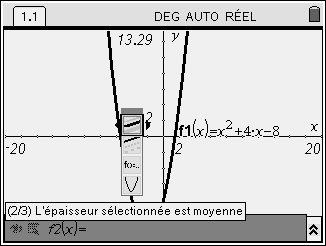 1.1 DEG AUTO RÉEL
13.29 y
2
f1(x)=x²+4·x-8
x
-20 2 20
fo...
(2/3) L'épaisseur sélectionnée est moyenne
f2(x)=